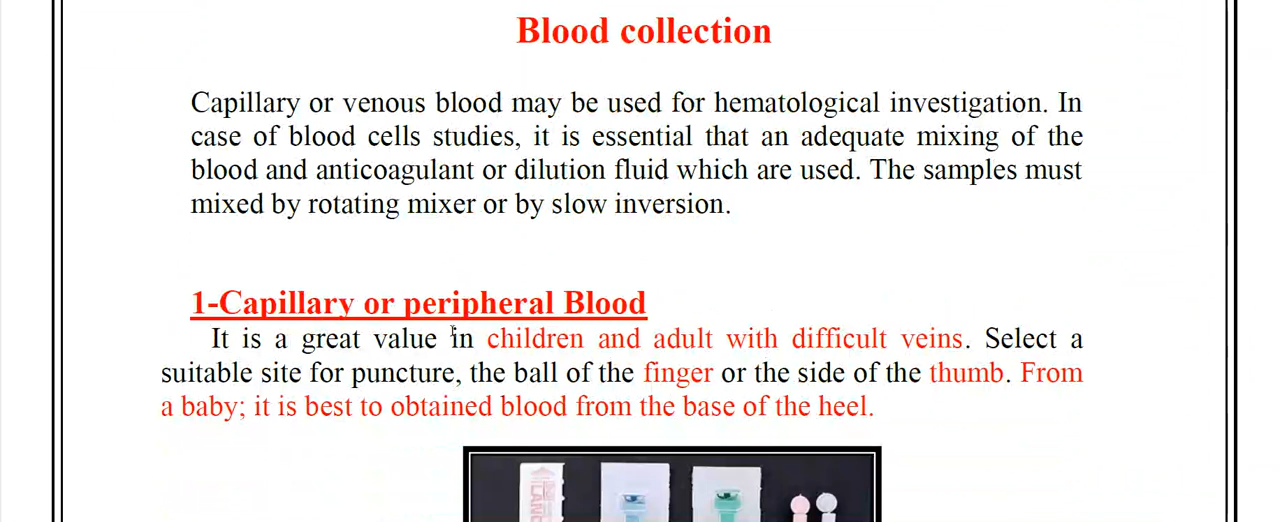 Blood collection
Capillary or venous blood may be used for hematological investigation. In
case of blood cells studies, it is essential that an adequate mixing of the
blood and anticoagulant or dilution fluid which are used. The samples must
mixed by rotating mixer or by slow inversion.
1-Capillary or peripheral Blood
It is a great value in children and adult with difficult veins. Select a
suitable site for puncture, the ball of the finger or the side of the thumb. From
a baby; it is best to obtained blood from the base of the heel.